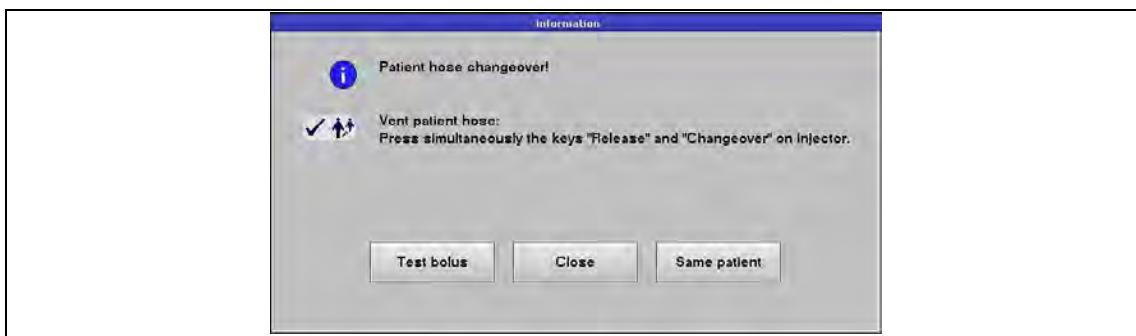 Information
Patient hose changeover!
Vent patient hose:
Press simultaneously the keys "Release" and "Changeover" on injector.
Test bolus
Close
Same patient